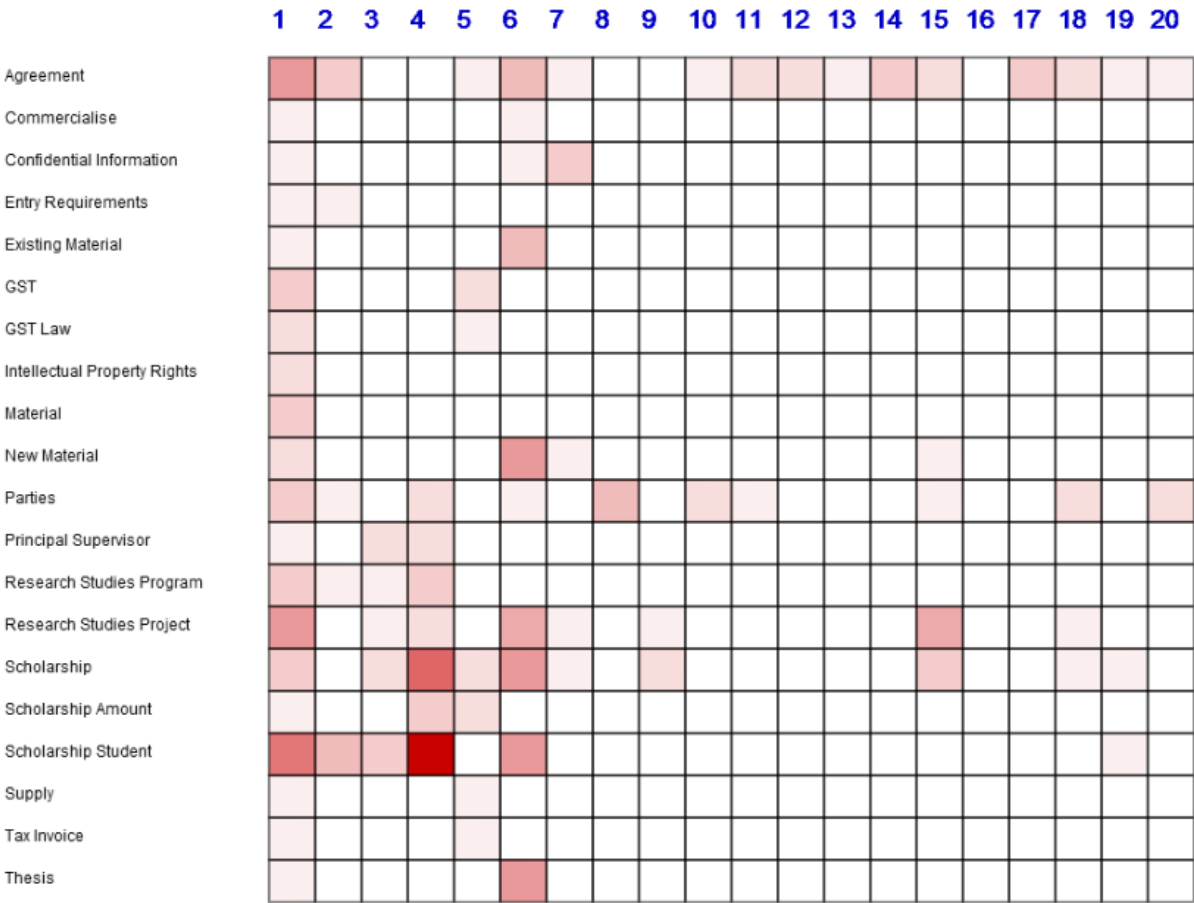 1 2 3 4 5 6 7 8 9 10 11 12 13 14 15 16 17 18 19 20
Agreement
Commercialise
Confidential Information
Entry Requirements
Existing Material
GST
GST Law
Intellectual Property Rights
Material
New Material
Parties
Principal Supervisor
Research Studies Program
Research Studies Project
Scholarship
Scholarship Amount
Scholarship Student
Supply
Tax Invoice
Thesis